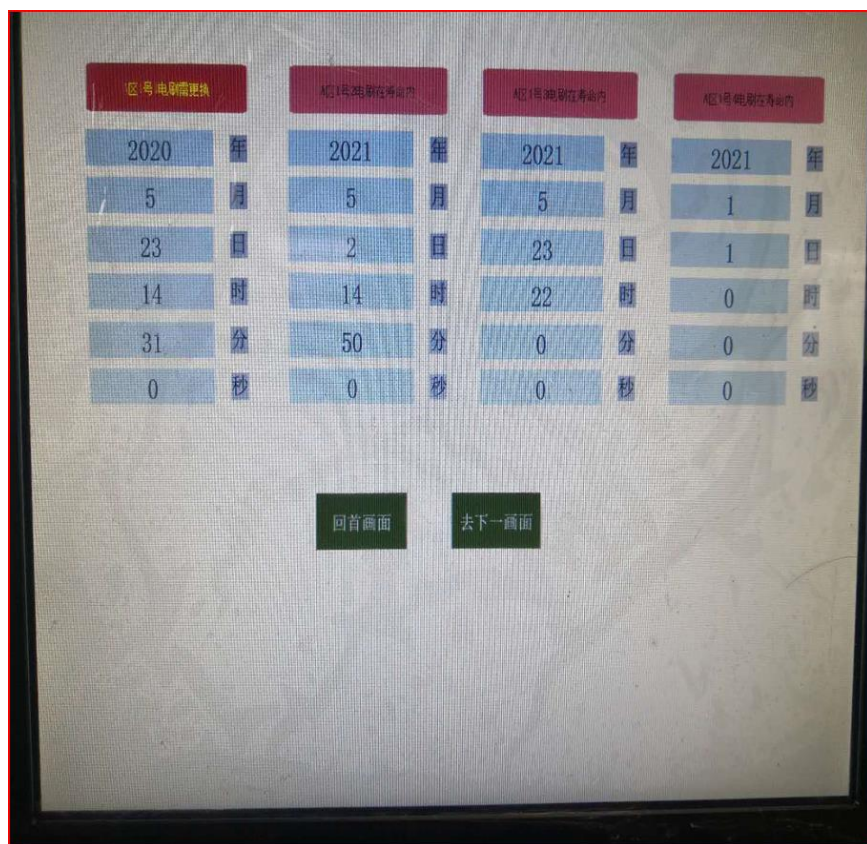 A区1号1电刷需更换 A区1号2电刷在寿命内 A区1号3电刷在寿命内 A区1号4电刷在寿命内
2020 年 2021 年 2021 年 2021 年
5 月 5 月 5 月 1 月
23 日 2 日 23 日 1 日
14 时 14 时 22 时 0 时
31 分 50 分 0 分 0 分
0 秒 0 秒 0 秒 0 秒
回首画面 去下一画面